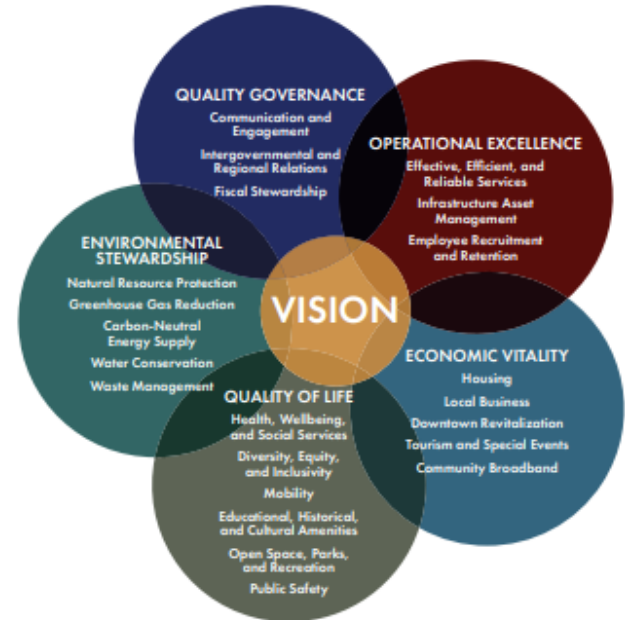 QUALITY GOVERNANCE
Communication and
Engagement
Intergovernmental and
Regional Relations
Fiscal Stewardship
OPERATIONAL EXCELLENCE
Effective, Efficient, and
Reliable Services
Infrastructure Asset
Management
Employee Recruitment
and Retention
ENVIRONMENTAL
STEWARDSHIP
Natural Resource Protection
Greenhouse Gas Reduction
Carbon-Neutral
Energy Supply
Water Conservation
Waste Management
VISION
ECONOMIC VITALITY
Housing
Local Business
Downtown Revitalization
Tourism and Special Events
Community Broadband
QUALITY OF LIFE
Health, Wellbeing,
and Social Services
Diversity, Equity,
and Inclusivity
Mobility
Educational, Historical,
and Cultural Amenities
Open Space, Parks,
and Recreation
Public Safety